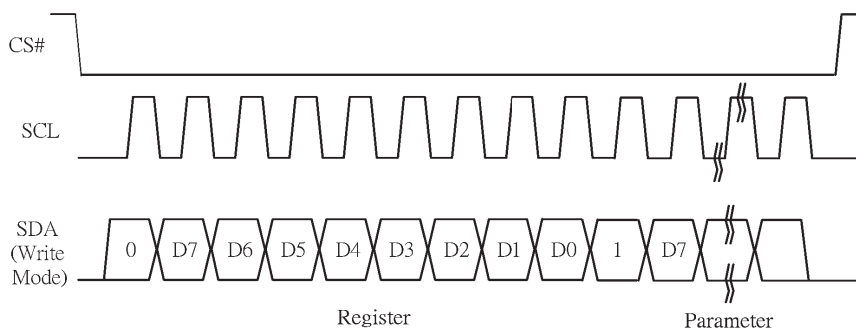 CS#
SCL
SDA
(Write
Mode)
0 D7 D6 D5 D4 D3 D2 D1 D0 1 D7
Register
Parameter